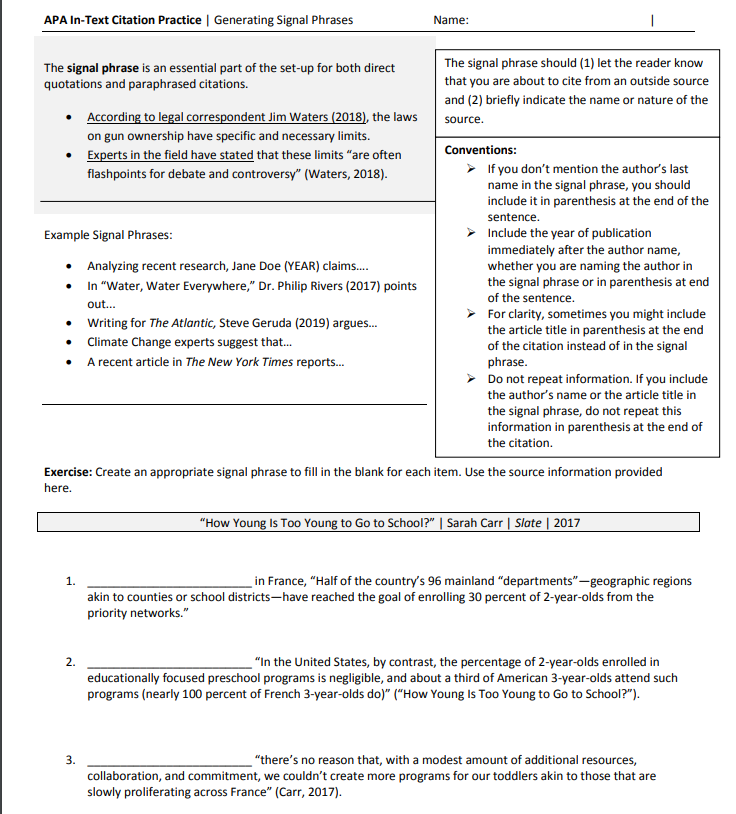 APA In-Text Citation Practice | Generating Signal Phrases Name: |
The signal phrase is an essential part of the set-up for both direct
quotations and paraphrased citations.
• According to legal correspondent Jim Waters (2018), the laws
on gun ownership have specific and necessary limits.
• Experts in the field have stated that these limits “are often
flashpoints for debate and controversy” (Waters, 2018).
Example Signal Phrases:
• Analyzing recent research, Jane Doe (YEAR) claims….
• In “Water, Water Everywhere,” Dr. Philip Rivers (2017) points
out…
• Writing for The Atlantic, Steve Geruda (2019) argues…
• Climate Change experts suggest that…
• A recent article in The New York Times reports…
The signal phrase should (1) let the reader know
that you are about to cite from an outside source
and (2) briefly indicate the name or nature of the
source.
Conventions:
➢ If you don’t mention the author’s last
name in the signal phrase, you should
include it in parenthesis at the end of the
sentence.
➢ Include the year of publication
immediately after the author name,
whether you are naming the author in
the signal phrase or in parenthesis at end
of the sentence.
➢ For clarity, sometimes you might include
the article title in parenthesis at the end
of the citation instead of in the signal
phrase.
➢ Do not repeat information. If you include
the author’s name or the article title in
the signal phrase, do not repeat this
information in parenthesis at the end of
the citation.
Exercise: Create an appropriate signal phrase to fill in the blank for each item. Use the source information provided
here.
“How Young Is Too Young to Go to School?” | Sarah Carr | Slate | 2017
1. _________________________ in France, “Half of the country’s 96 mainland “departments”—geographic regions
akin to counties or school districts—have reached the goal of enrolling 30 percent of 2-year-olds from the
priority networks.”
2. _________________________ “In the United States, by contrast, the percentage of 2-year-olds enrolled in
educationally focused preschool programs is negligible, and about a third of American 3-year-olds attend such
programs (nearly 100 percent of French 3-year-olds do)” (“How Young Is Too Young to Go to School?”).
3. _________________________ “there’s no reason that, with a modest amount of additional resources,
collaboration, and commitment, we couldn’t create more programs for our toddlers akin to those that are
slowly proliferating across France” (Carr, 2017).